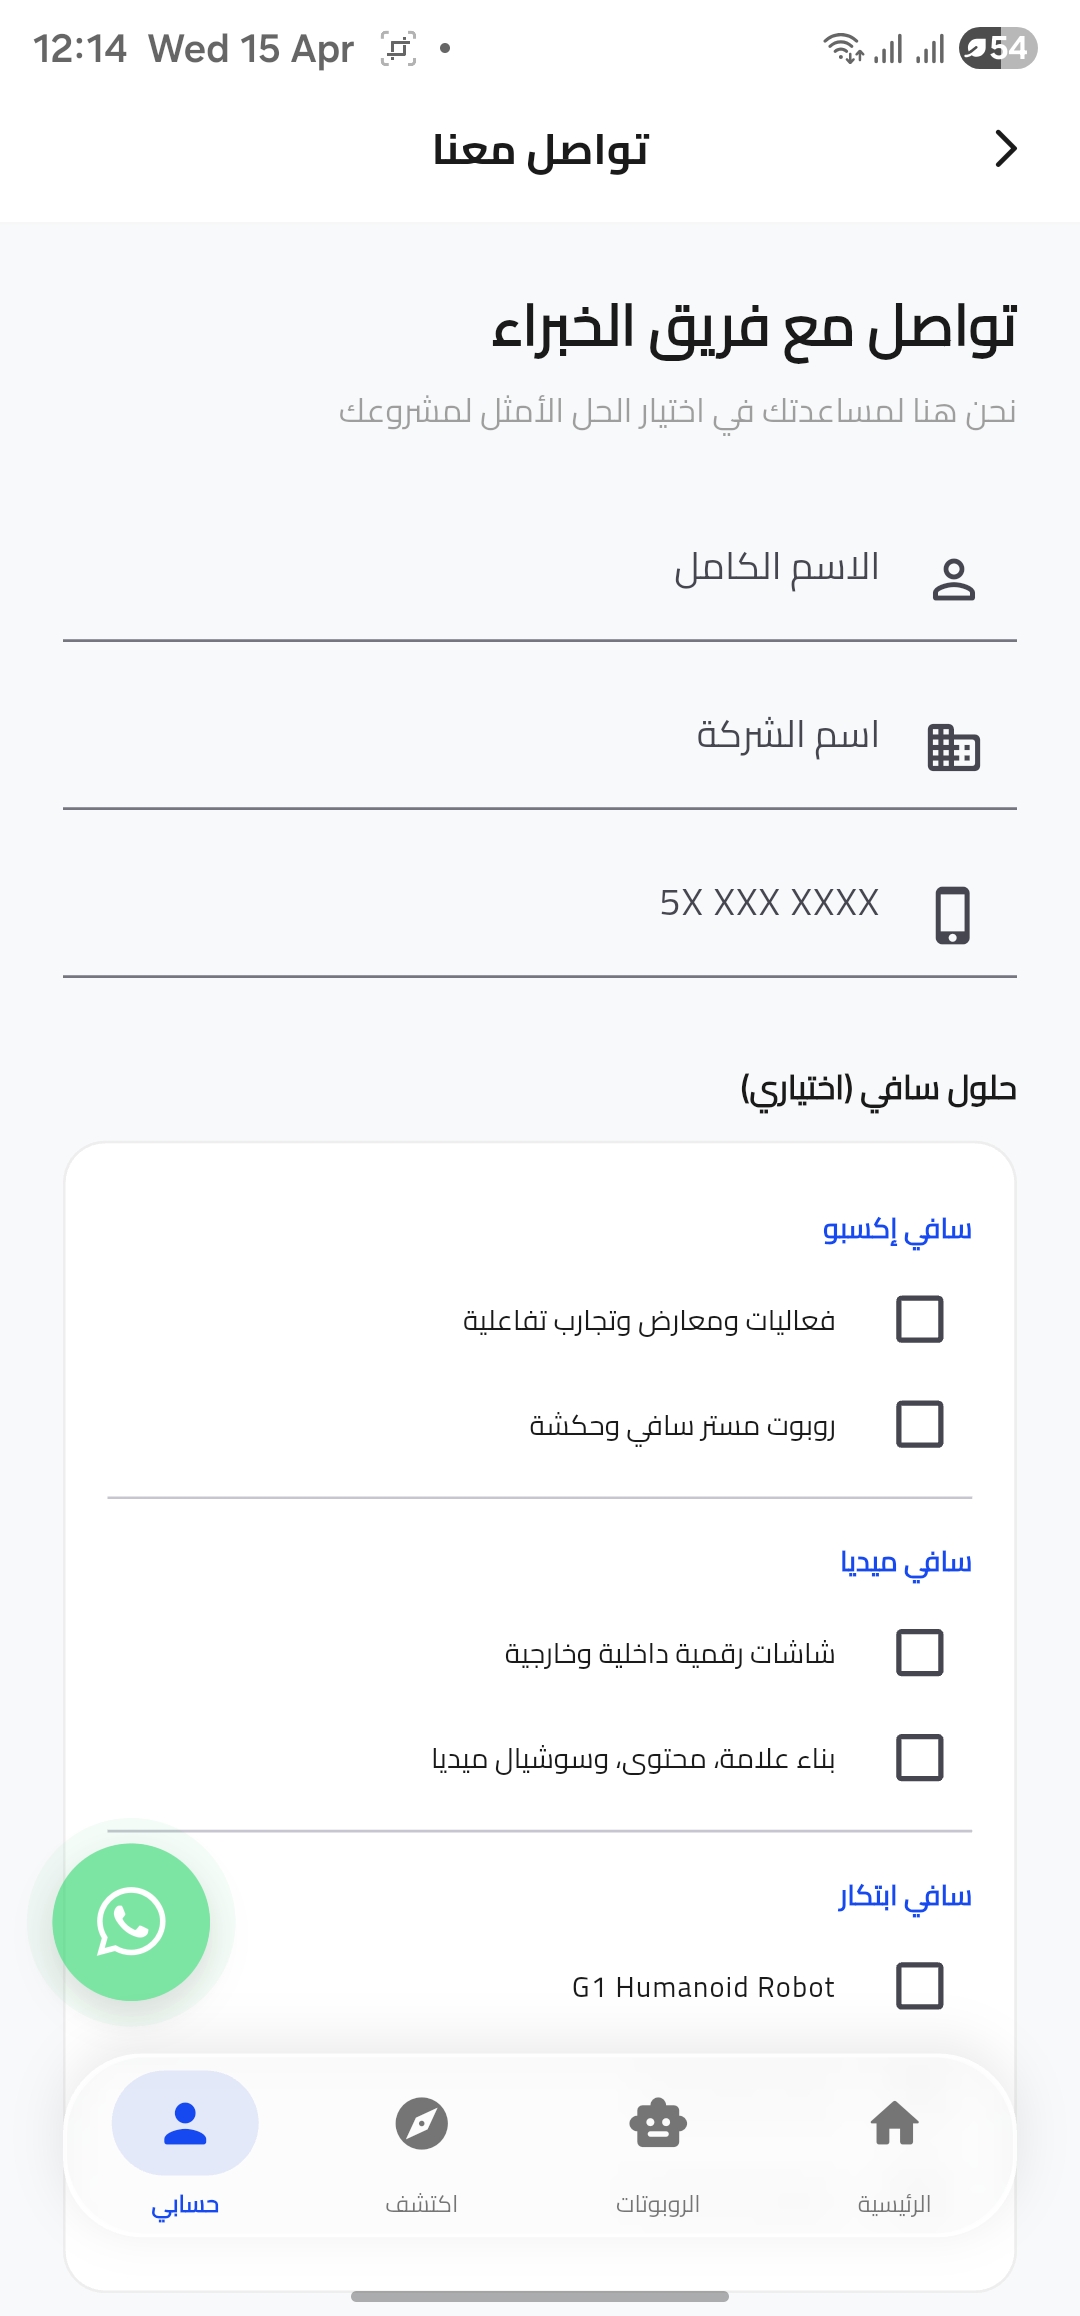 12:14 Wed 15 Apr
54
تواصل معنا
تواصل مع فريق الخبراء
نحن هنا لمساعدتك في اختيار الحل الأمثل لمشروعك
الاسم الكامل
اسم الشركة
5X XXX XXXX
حلول سافي (اختياري)
سافي إكسبو
فعاليات ومعارض وتجارب تفاعلية
روبوت مستر سافي وحكشة
سافي ميديا
شاشات رقمية داخلية وخارجية
بناء علامة، محتوى، وسوشيال ميديا
سافي ابتكار
G1 Humanoid Robot
الرئيسية
الروبوتات
اكتشف
حسابي